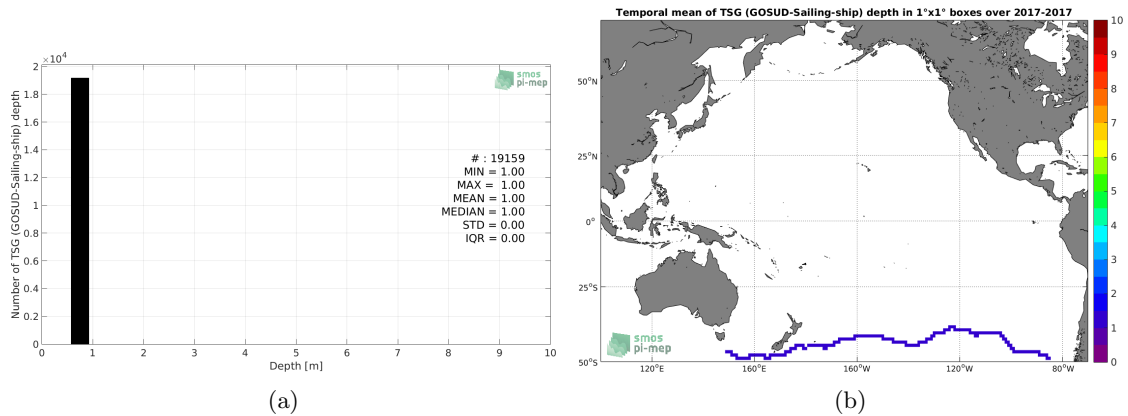 ×10⁴
2
1.8
1.6
1.4
1.2
1
0.8
0.6
0.4
0.2
0
Number of TSG (GOSUD-Sailing-ship) depth
smos
pi-mep
# : 19159
MIN = 1.00
MAX = 1.00
MEAN = 1.00
MEDIAN = 1.00
STD = 0.00
IQR = 0.00
0 1 2 3 4 5 6 7 8 9 10
Depth [m]
(a)
Temporal mean of TSG (GOSUD-Sailing-ship) depth in 1°x1° boxes over 2017-2017
50°N
25°N
0°
25°S
50°S
smos
pi-mep
120°E 160°E 160°W 120°W 80°W
10
9
8
7
6
5
4
3
2
1
0
(b)